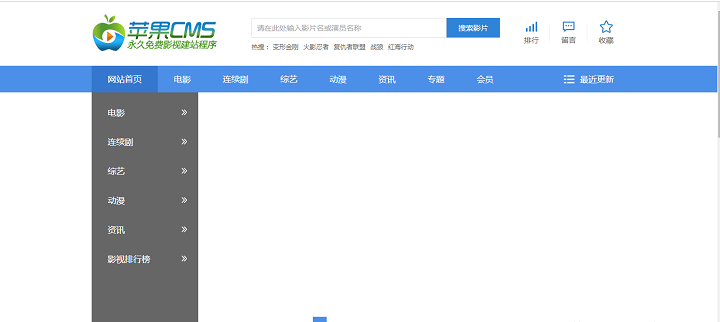 苹果CMS
永久免费影视建站程序
请在此处输入影片名或演员名称
搜索影片
热搜： 变形金刚 火影忍者 复仇者联盟 战狼 红海行动
排行
留言
收藏
网站首页 电影 连续剧 综艺 动漫 资讯 专题 会员 最近更新
电影
连续剧
综艺
动漫
资讯
影视排行榜